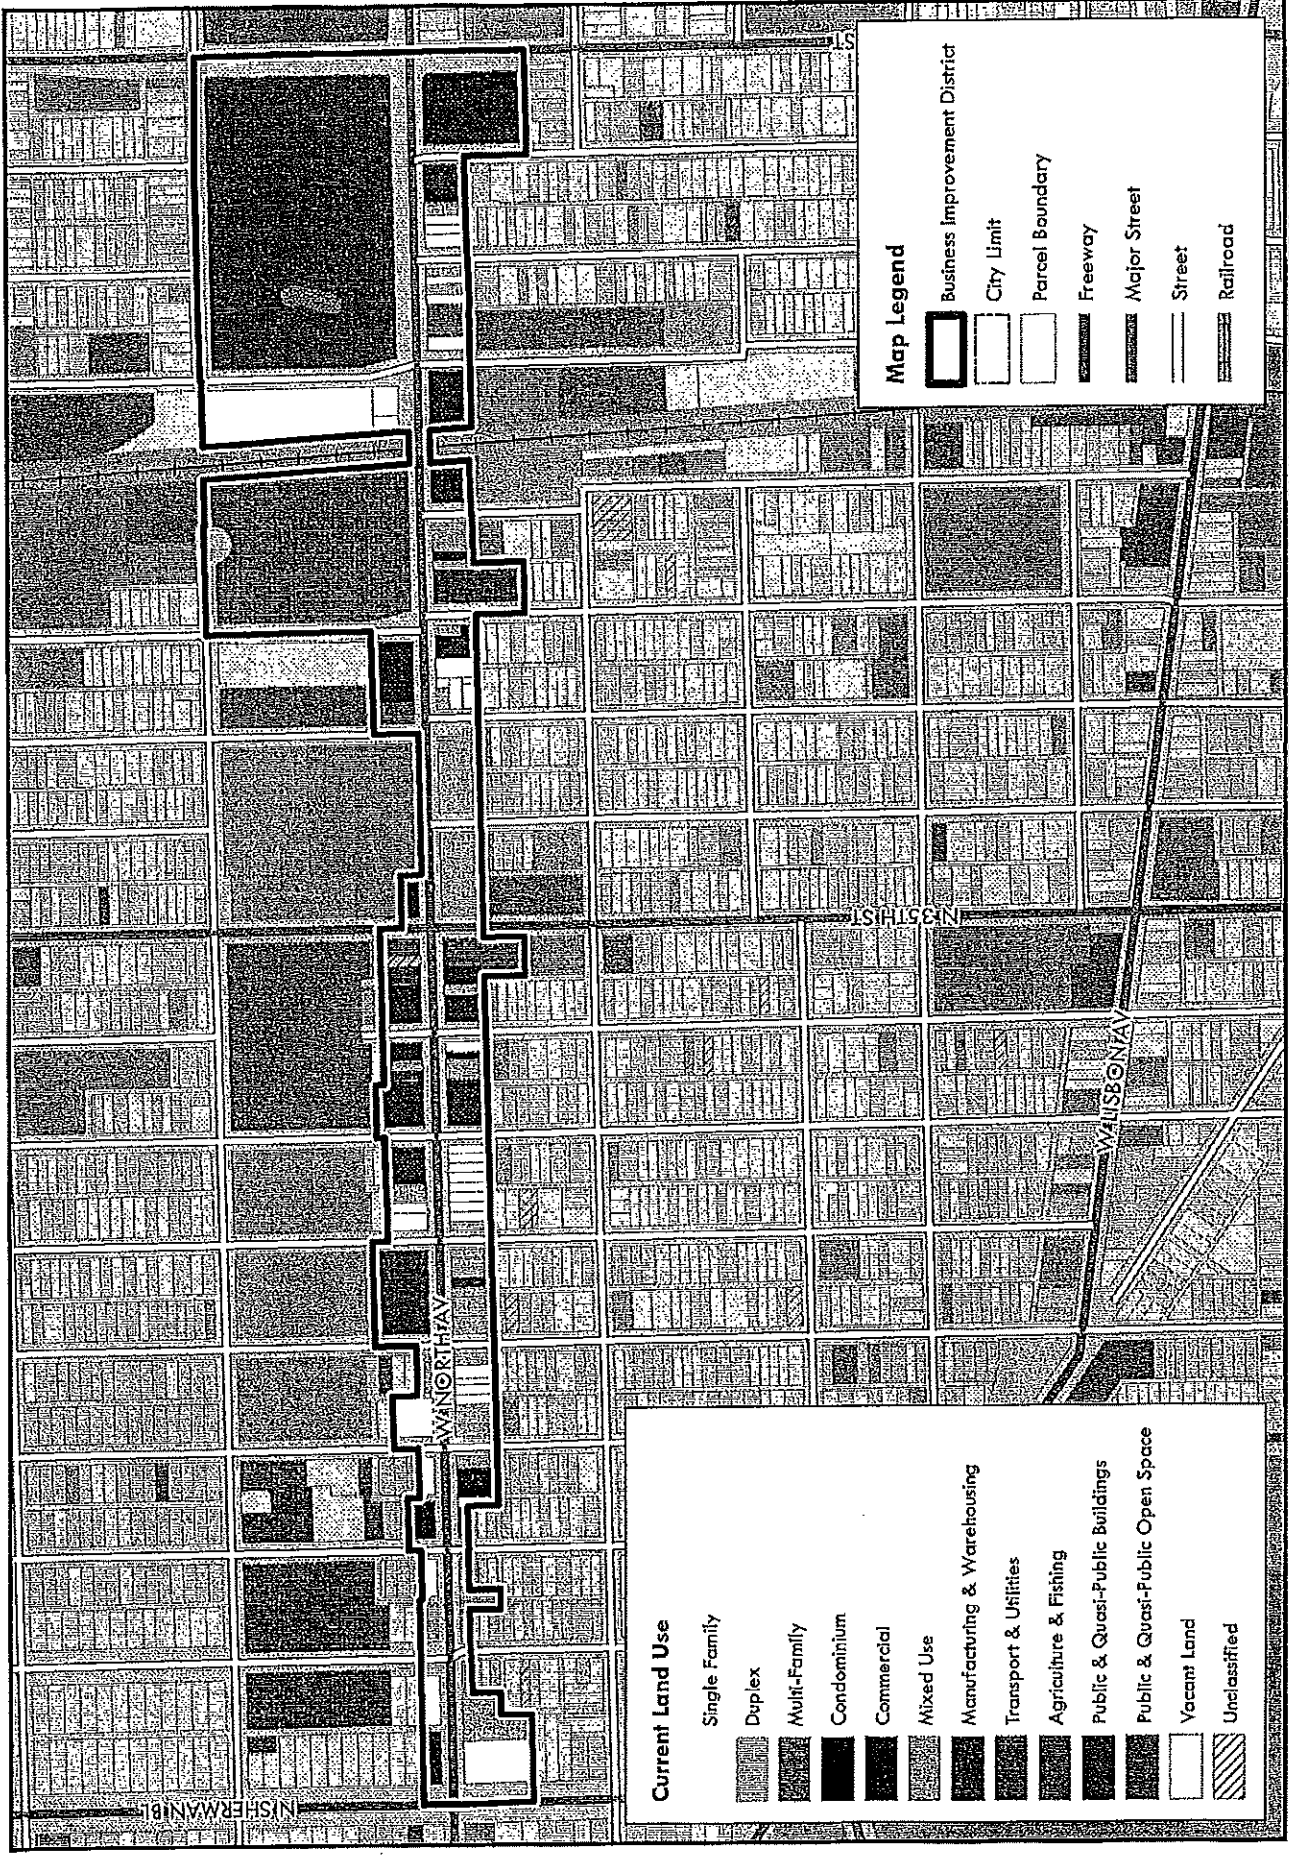 Map Legend
Business Improvement District
City Limit
Parcel Boundary
Freeway
Major Street
Street
Railroad
Current Land Use
Single Family
Duplex
Multi-Family
Condominium
Commercial
Mixed Use
Manufacturing & Warehousing
Transport & Utilities
Agriculture & Fishing
Public & Quasi-Public Buildings
Public & Quasi-Public Open Space
Vacant Land
Unclassified
N SHERMAN BL
W NORTH AV
N 35TH ST
W LISBON AV
ST